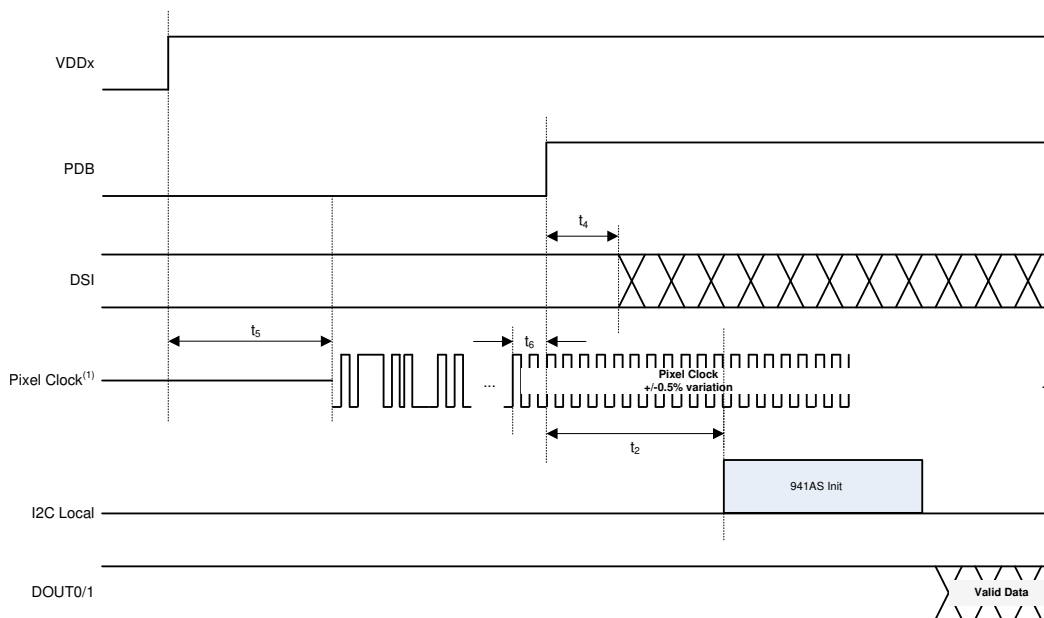 VDDx
PDB
t4
DSI
t5
t6
Pixel Clock(1)
...
Pixel Clock
+/-0.5% variation
t2
941AS Init
I2C Local
DOUT0/1
Valid Data